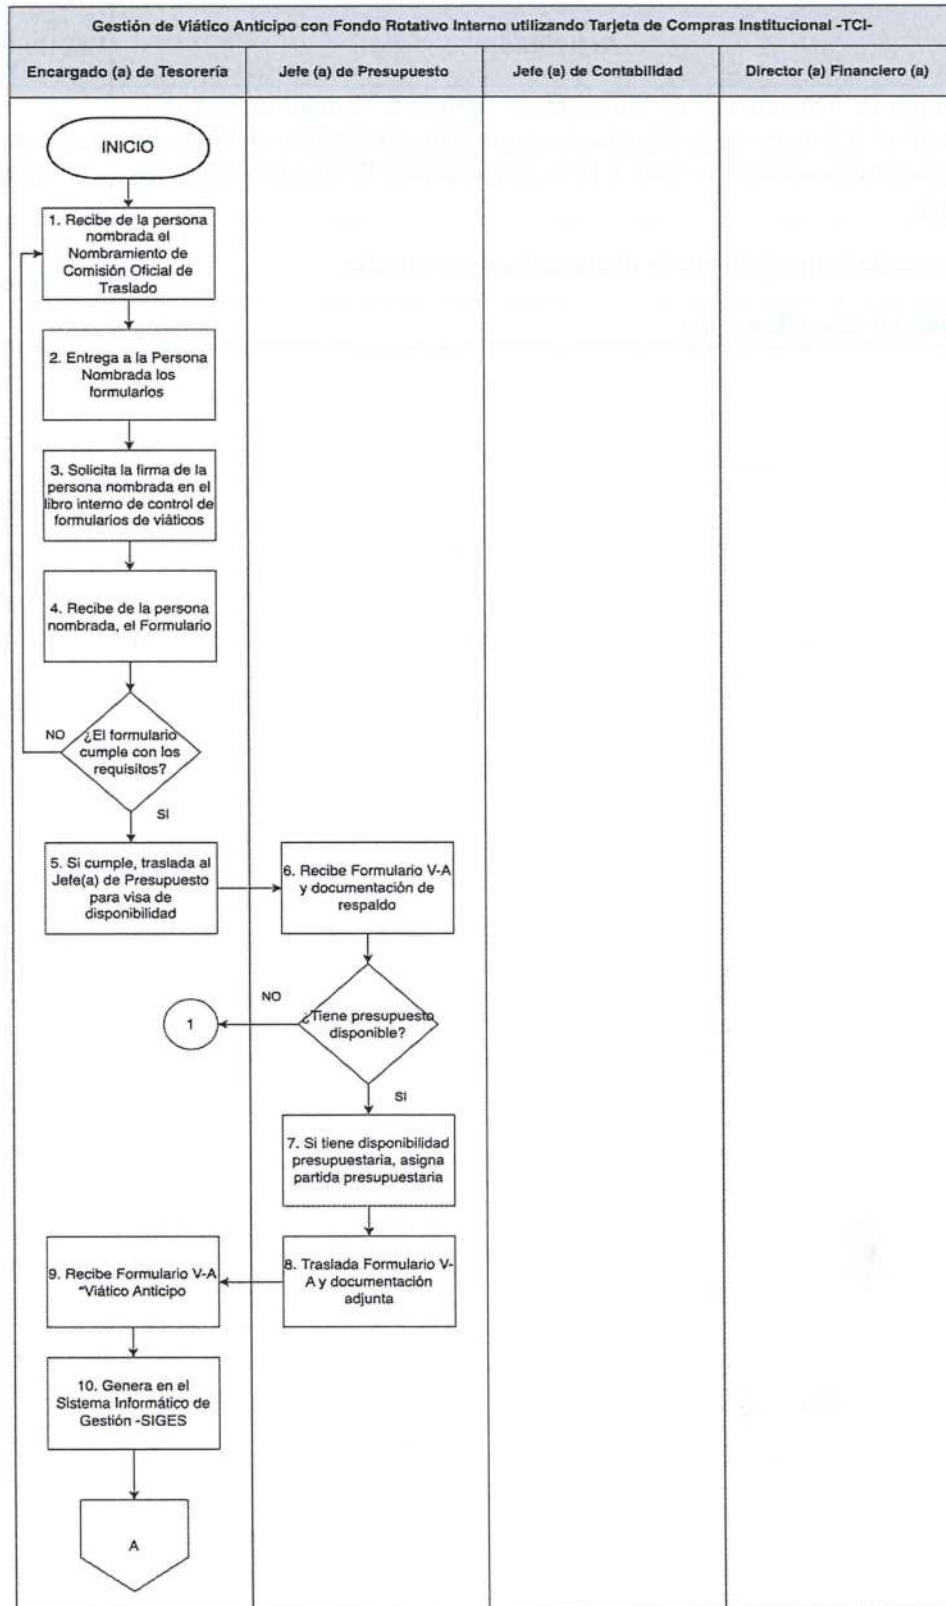 Gestión de Viático Anticipo con Fondo Rotativo Interno utilizando Tarjeta de Compras Institucional -TCI-
Encargado (a) de Tesorería
Jefe (a) de Presupuesto
Jefe (a) de Contabilidad
Director (a) Financiero (a)
INICIO
1. Recibe de la persona
nombrada el
Nombramiento de
Comisión Oficial de
Traslado
2. Entrega a la Persona
Nombrada los
formularios
3. Solicita la firma de la
persona nombrada en el
libro interno de control de
formularios de viáticos
4. Recibe de la persona
nombrada, el Formulario
NO
¿El formulario
cumple con los
requisitos?
SI
5. Si cumple, traslada al
Jefe(a) de Presupuesto
para visa de
disponibilidad
6. Recibe Formulario V-A
y documentación de
respaldo
NO
1
¿Tiene presupuesto
disponible?
SI
7. Si tiene disponibilidad
presupuestaria, asigna
partida presupuestaria
8. Traslada Formulario V-
A y documentación
adjunta
9. Recibe Formulario V-A
"Viático Anticipo
10. Genera en el
Sistema Informático de
Gestión -SIGES
A